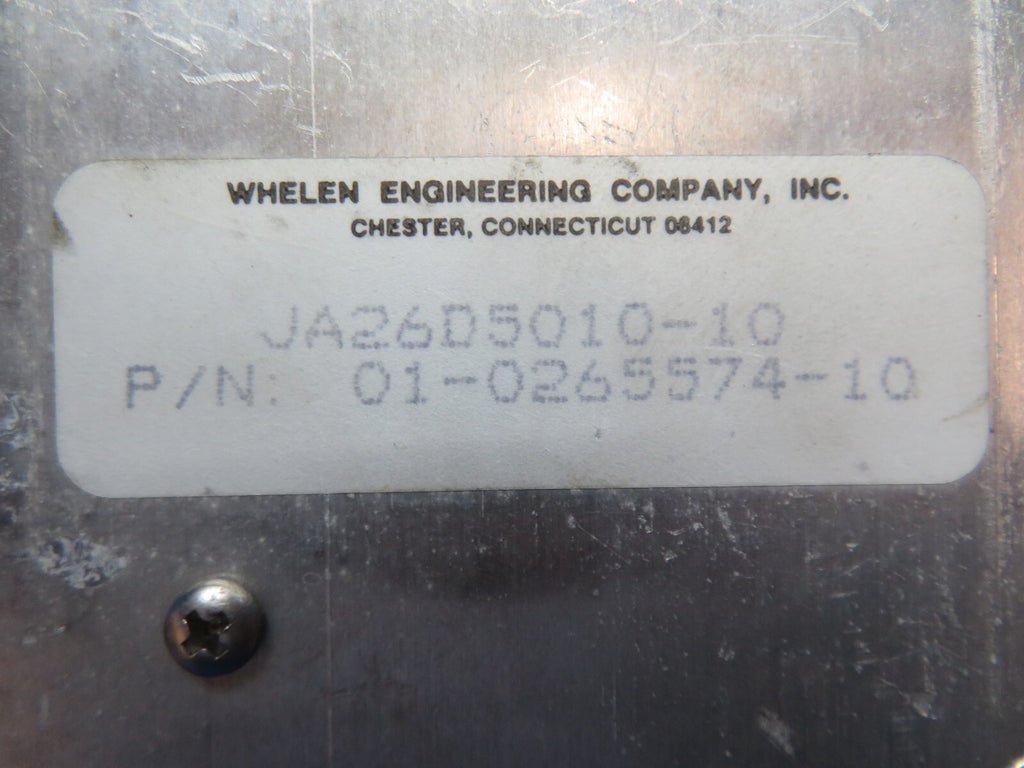 WHELEN ENGINEERING COMPANY, INC.
CHESTER, CONNECTICUT 06412
JA26D5010-10
P/N: 01-0265574-10